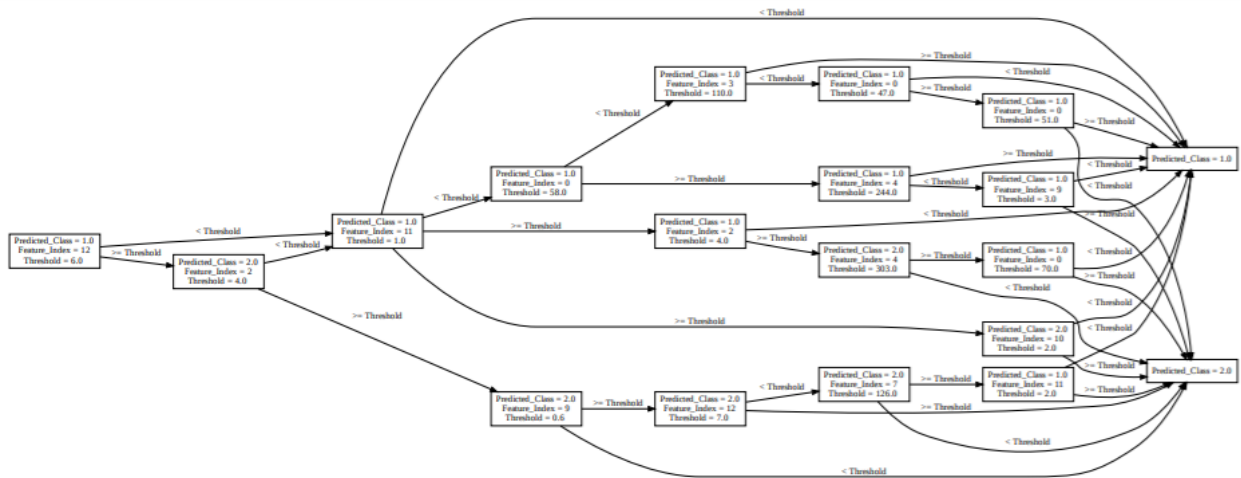 < Threshold
>= Threshold
Predicted_Class = 1.0
Feature_Index = 3
Threshold = 110.0
< Threshold
Predicted_Class = 1.0
Feature_Index = 0
Threshold = 47.0
< Threshold
>= Threshold
Predicted_Class = 1.0
Feature_Index = 0
Threshold = 51.0
>= Threshold
< Threshold
< Threshold
Predicted_Class = 1.0
Predicted_Class = 1.0
Feature_Index = 0
Threshold = 58.0
>= Threshold
Predicted_Class = 1.0
Feature_Index = 4
Threshold = 244.0
>= Threshold
< Threshold
Predicted_Class = 1.0
Feature_Index = 9
Threshold = 3.0
< Threshold
>= Threshold
Predicted_Class = 1.0
Feature_Index = 12
Threshold = 6.0
< Threshold
>= Threshold
Predicted_Class = 2.0
Feature_Index = 2
Threshold = 4.0
< Threshold
Predicted_Class = 1.0
Feature_Index = 11
Threshold = 1.0
< Threshold
>= Threshold
Predicted_Class = 1.0
Feature_Index = 2
Threshold = 4.0
< Threshold
>= Threshold
Predicted_Class = 2.0
Feature_Index = 4
Threshold = 303.0
>= Threshold
< Threshold
Predicted_Class = 1.0
Feature_Index = 0
Threshold = 70.0
< Threshold
>= Threshold
>= Threshold
>= Threshold
Predicted_Class = 2.0
Feature_Index = 10
Threshold = 2.0
< Threshold
>= Threshold
Predicted_Class = 2.0
Predicted_Class = 2.0
Feature_Index = 9
Threshold = 0.6
>= Threshold
Predicted_Class = 2.0
Feature_Index = 12
Threshold = 7.0
< Threshold
>= Threshold
Predicted_Class = 2.0
Feature_Index = 7
Threshold = 126.0
>= Threshold
< Threshold
Predicted_Class = 1.0
Feature_Index = 11
Threshold = 2.0
< Threshold
>= Threshold
< Threshold